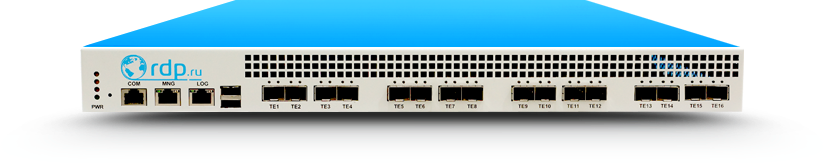 rdp.ru
COM MNG LOG
PWR
TE1 TE2 TE3 TE4 TE5 TE6 TE7 TE8 TE9 TE10 TE11 TE12 TE13 TE14 TE15 TE16